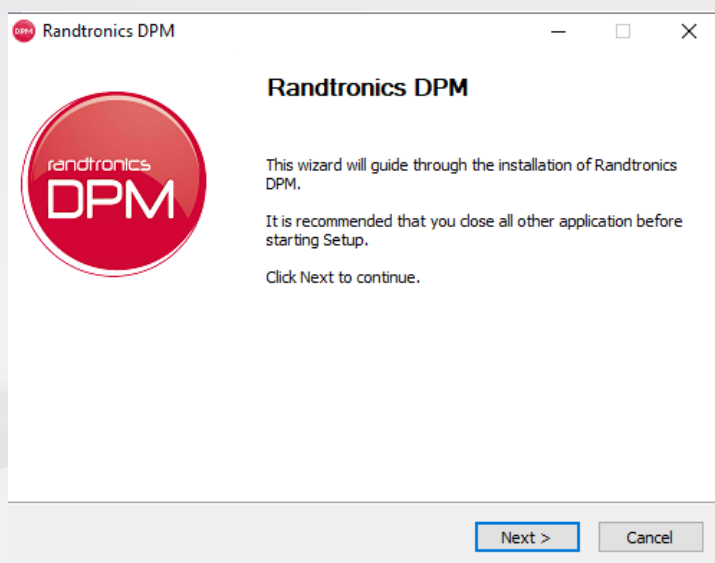 DPM Randtronics DPM
Randtronics DPM
randtronics
DPM
This wizard will guide through the installation of Randtronics
DPM.
It is recommended that you close all other application before
starting Setup.
Click Next to continue.
Next >
Cancel